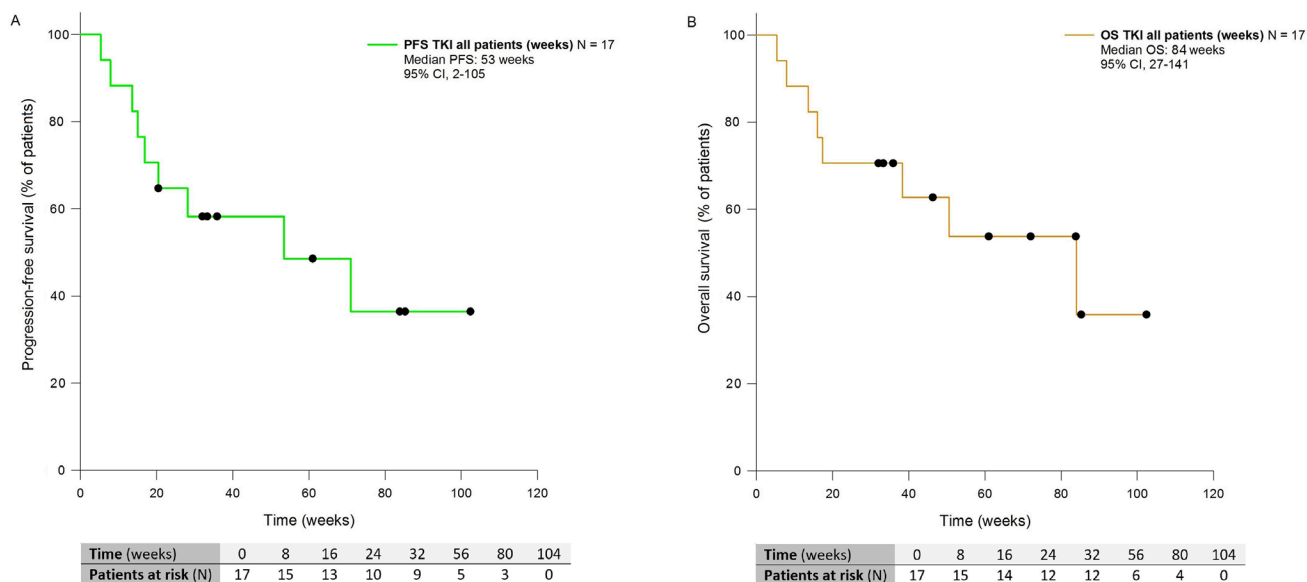 A
PFS TKI all patients (weeks) N = 17
Median PFS: 53 weeks
95% CI, 2-105
Progression-free survival (% of patients)
100
80
60
40
20
0
0 20 40 60 80 100 120
Time (weeks)
Time (weeks) 0 8 16 24 32 56 80 104
Patients at risk (N) 17 15 13 10 9 5 3 0
B
OS TKI all patients (weeks) N = 17
Median OS: 84 weeks
95% CI, 27-141
Overall survival (% of patients)
100
80
60
40
20
0
0 20 40 60 80 100 120
Time (weeks)
Time (weeks) 0 8 16 24 32 56 80 104
Patients at risk (N) 17 15 14 12 12 6 4 0